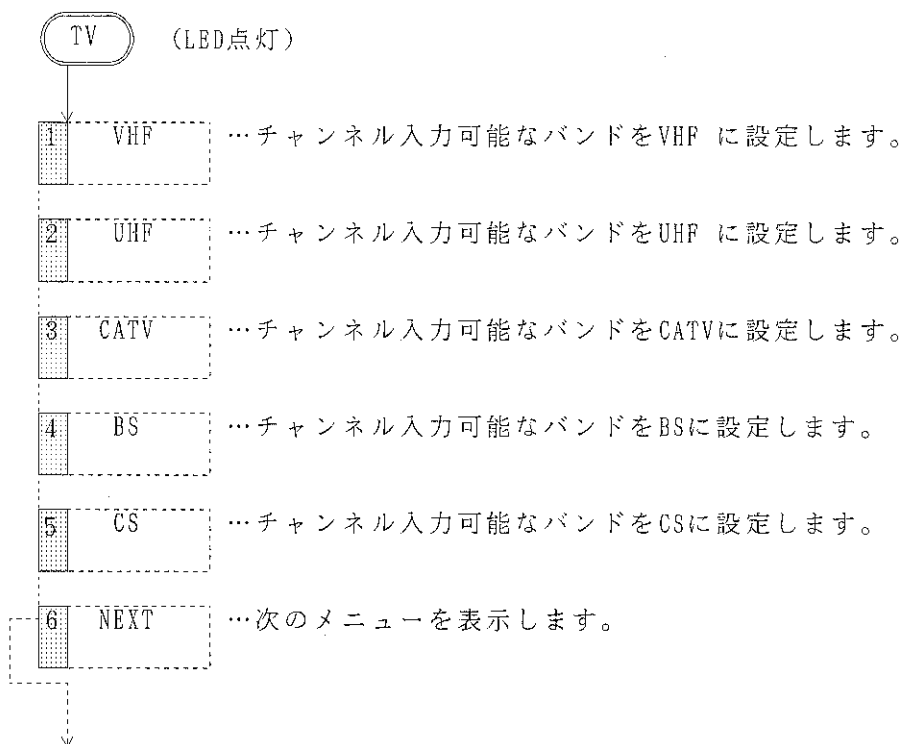 TV (LED点灯)
1 VHF …チャンネル入力可能なバンドをVHF に設定します。
2 UHF …チャンネル入力可能なバンドをUHF に設定します。
3 CATV …チャンネル入力可能なバンドをCATVに設定します。
4 BS …チャンネル入力可能なバンドをBSに設定します。
5 CS …チャンネル入力可能なバンドをCSに設定します。
6 NEXT …次のメニューを表示します。